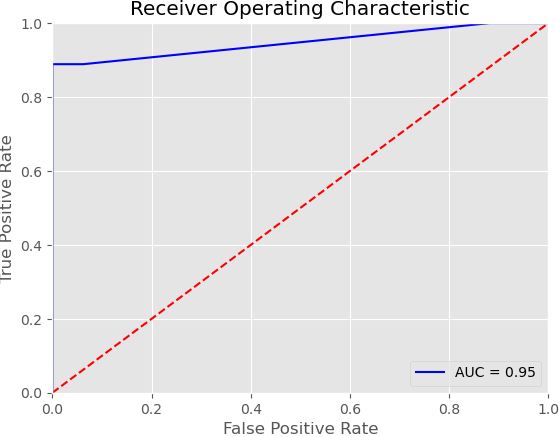 Receiver Operating Characteristic
True Positive Rate
1.0
0.8
0.6
0.4
0.2
0.0
AUC = 0.95
0.0 0.2 0.4 0.6 0.8 1.0
False Positive Rate